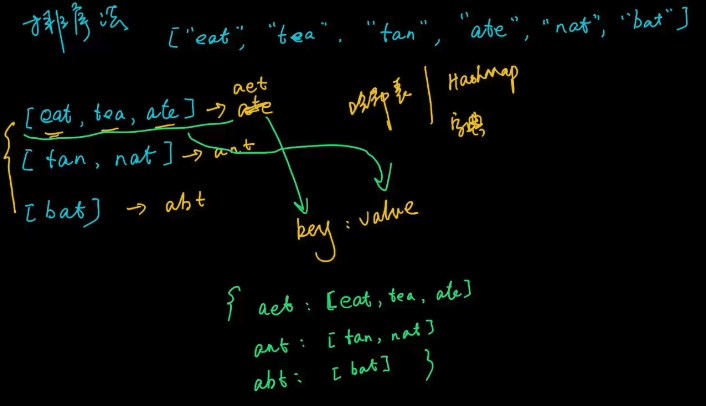 排序法 ["eat", "tea", "tan", "ate", "nat", "bat"]
[eat, tea, ate] → aet
ate
哈希表 | Hashmap
字典
[tan, nat] → ant
[bat] → abt
key : value
{ aet : [eat, tea, ate]
ant : [tan, nat]
abt : [bat] }